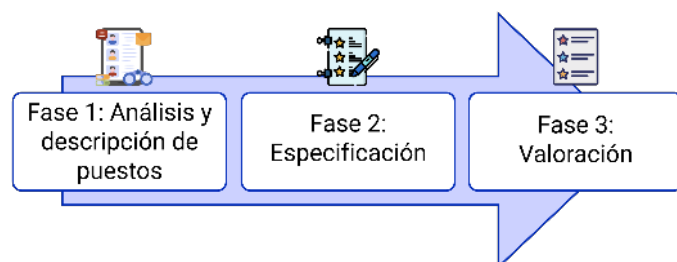 Fase 1: Análisis y
descripción de
puestos
Fase 2:
Especificación
Fase 3:
Valoración